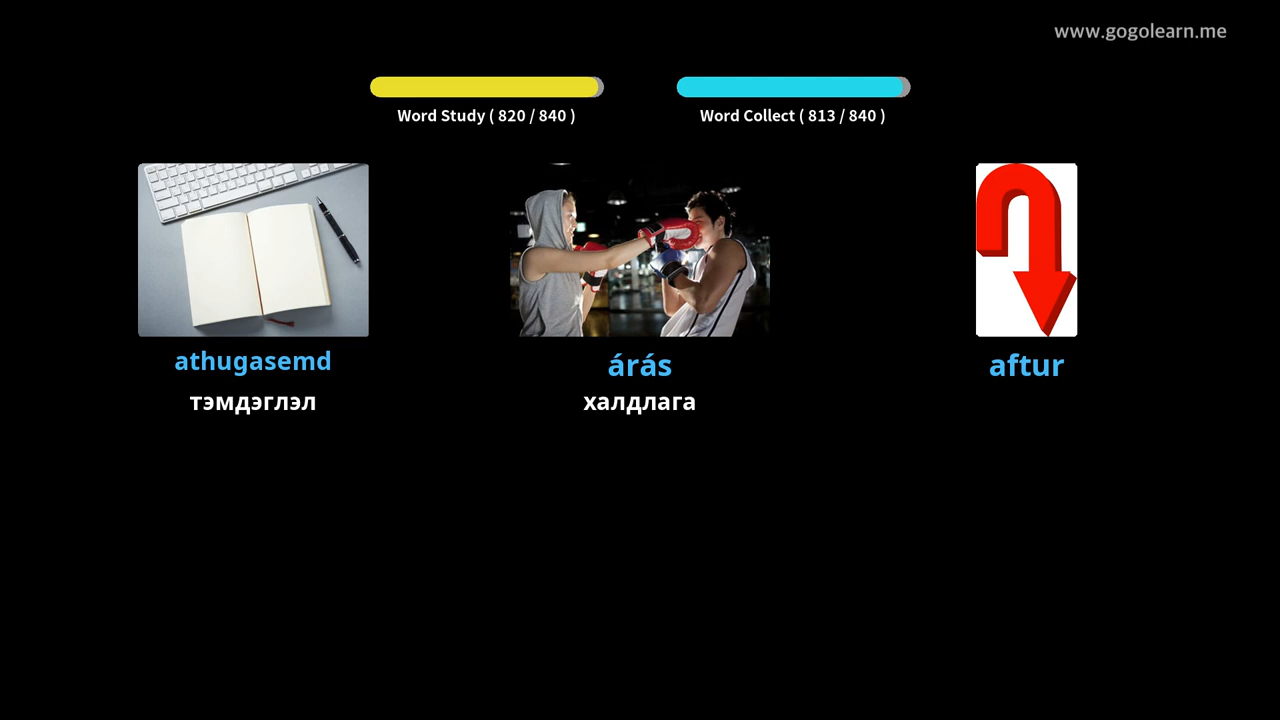 www.gogolearn.me
Word Study ( 820 / 840 )
Word Collect ( 813 / 840 )
athugasemd
тэмдэглэл
árás
халдлага
aftur